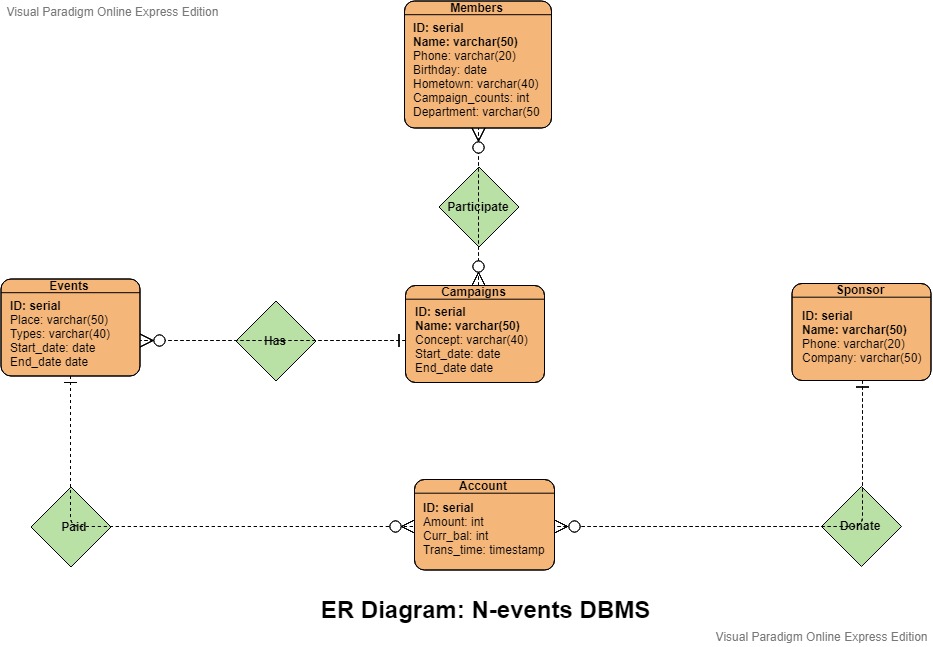 Visual Paradigm Online Express Edition
Members
ID: serial
Name: varchar(50)
Phone: varchar(20)
Birthday: date
Hometown: varchar(40)
Campaign_counts: int
Department: varchar(50
Participate
Events
ID: serial
Place: varchar(50)
Types: varchar(40)
Start_date: date
End_date date
Has
Campaigns
ID: serial
Name: varchar(50)
Concept: varchar(40)
Start_date: date
End_date date
Sponsor
ID: serial
Name: varchar(50)
Phone: varchar(20)
Company: varchar(50)
Paid
Account
ID: serial
Amount: int
Curr_bal: int
Trans_time: timestamp
Donate
ER Diagram: N-events DBMS
Visual Paradigm Online Express Edition